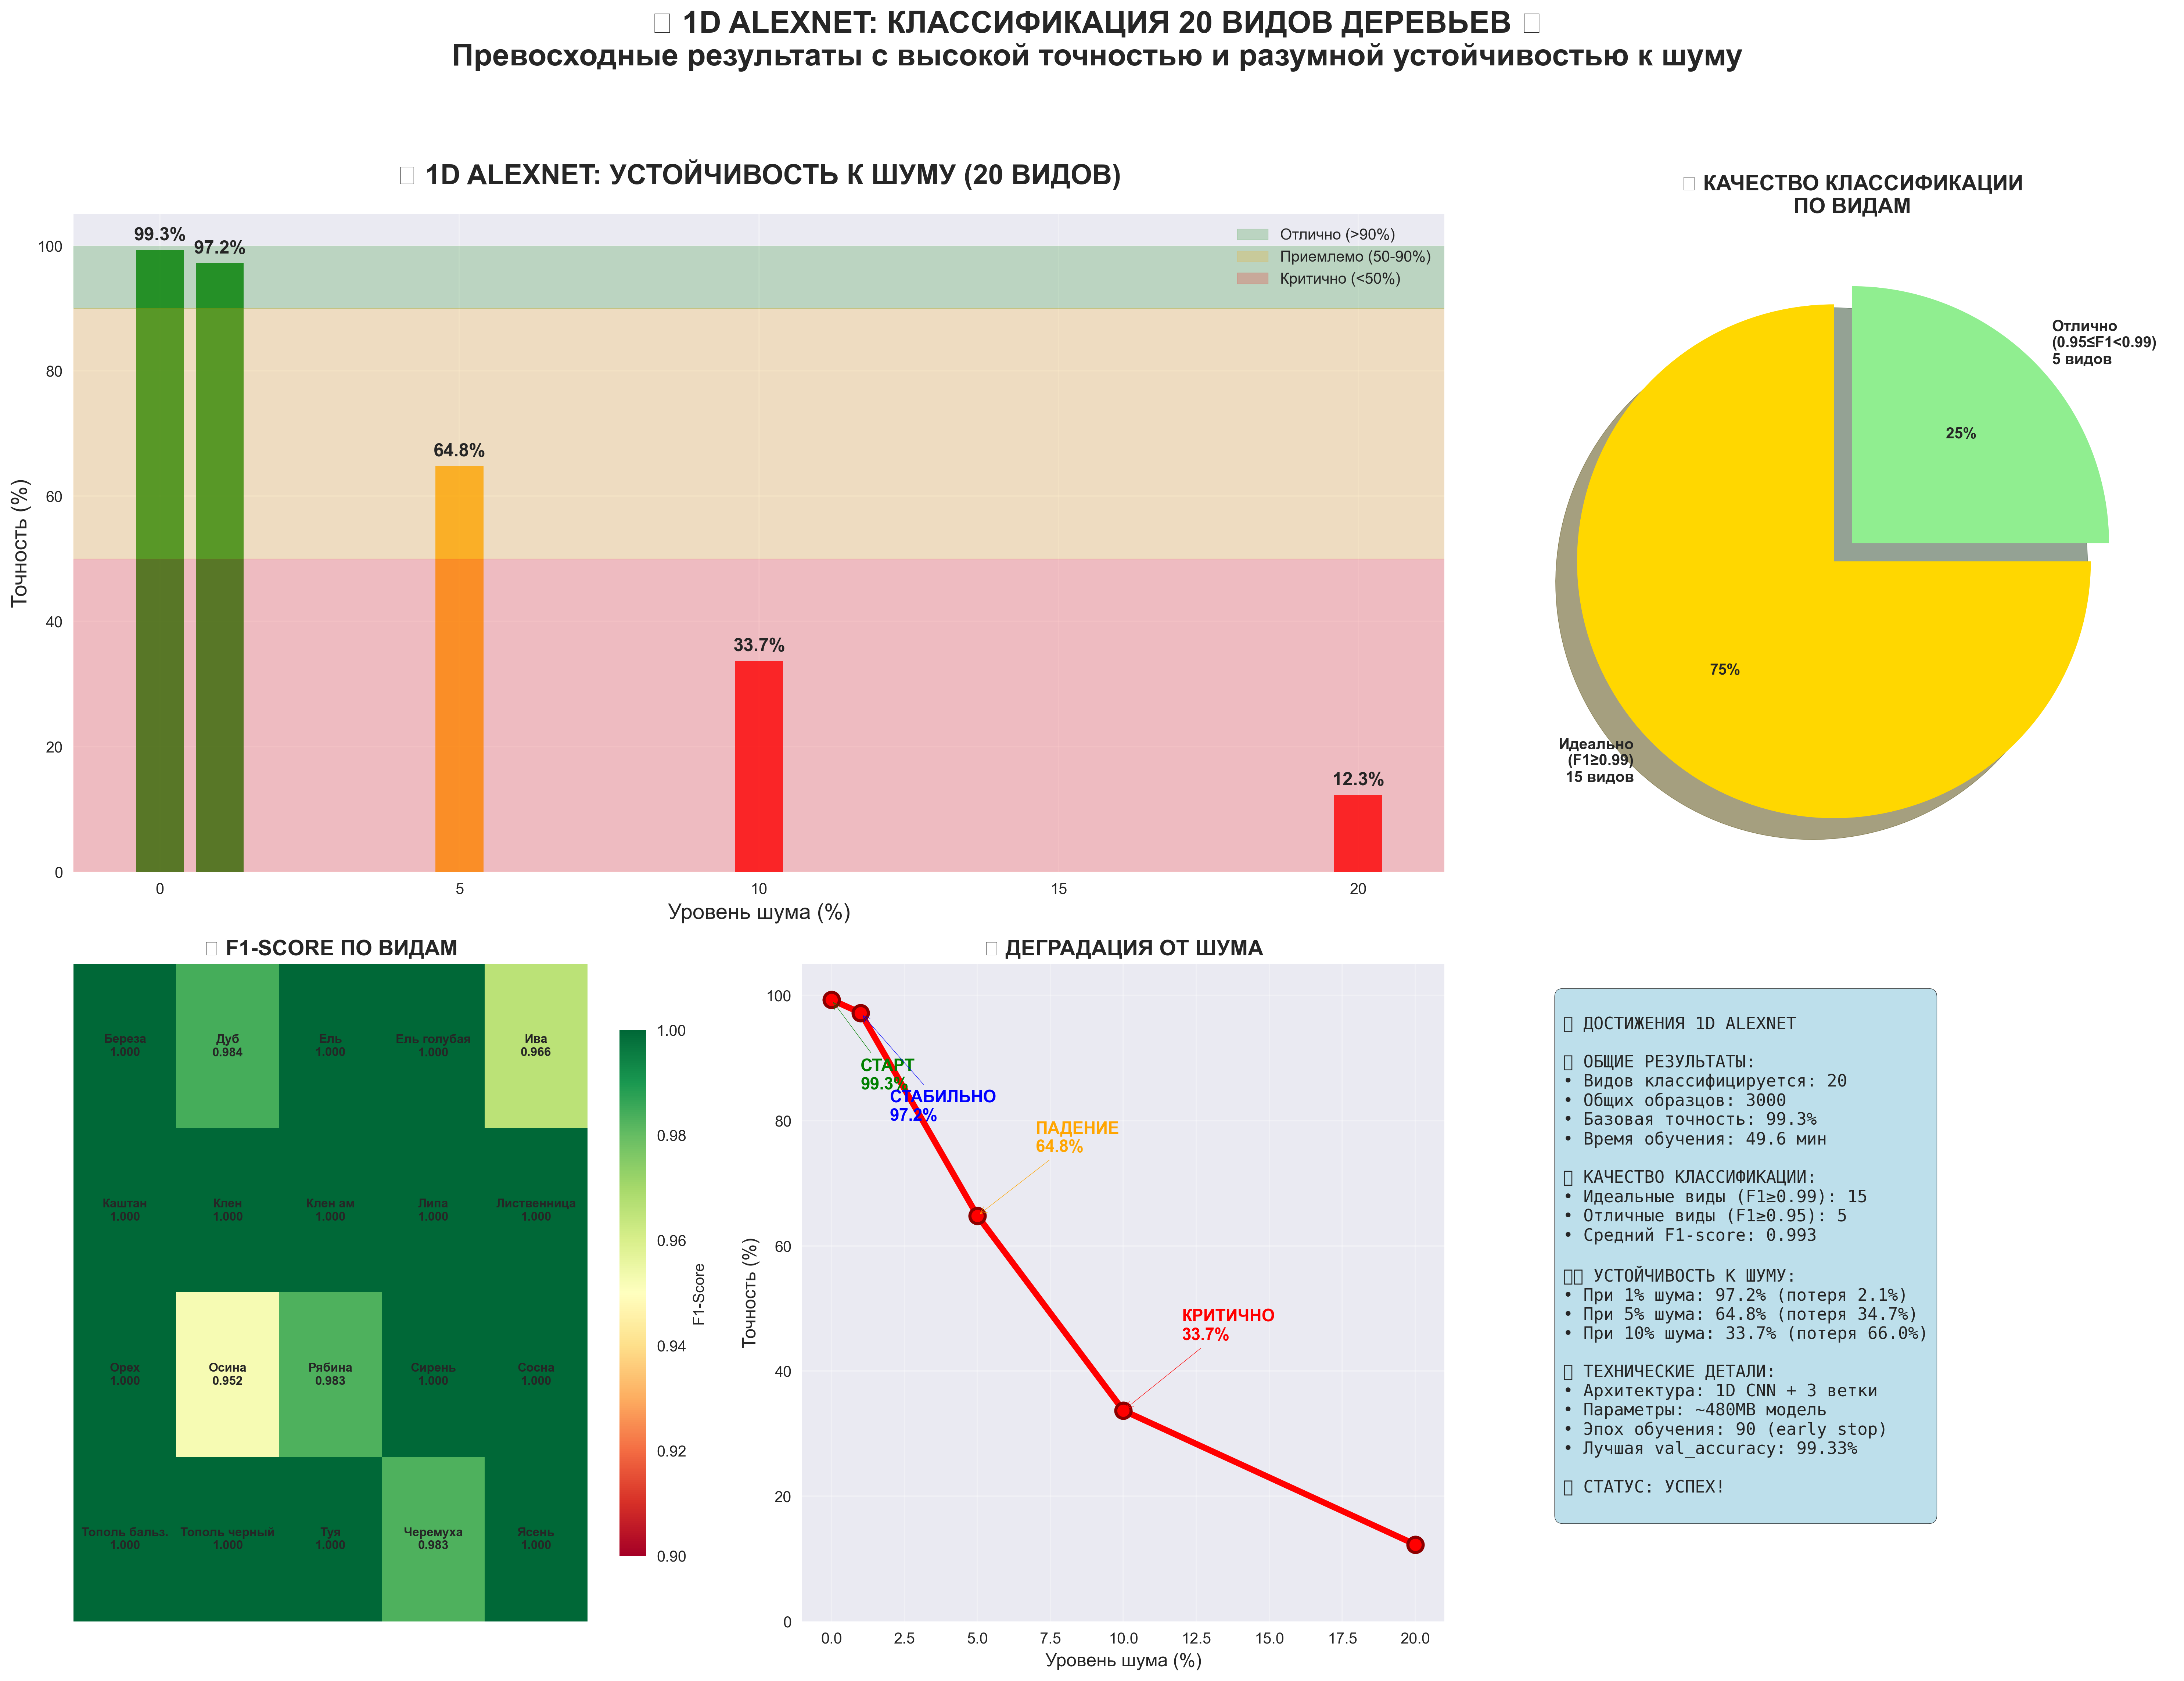 1D ALEXNET: КЛАССИФИКАЦИЯ 20 ВИДОВ ДЕРЕВЬЕВ
Превосходные результаты с высокой точностью и разумной устойчивостью к шуму
1D ALEXNET: УСТОЙЧИВОСТЬ К ШУМУ (20 ВИДОВ)
Точность (%)
100
80
60
40
20
0
99.3%
97.2%
64.8%
33.7%
12.3%
Отлично (>90%)
Приемлемо (50-90%)
Критично (<50%)
0
5
10
15
20
Уровень шума (%)
КАЧЕСТВО КЛАССИФИКАЦИИ
ПО ВИДАМ
Отлично
(0.95≤F1<0.99)
5 видов
25%
75%
Идеально
(F1≥0.99)
15 видов
F1-SCORE ПО ВИДАМ
Береза
1.000
Дуб
0.984
Ель
1.000
Ель голубая
1.000
Ива
0.966
Каштан
1.000
Клен
1.000
Клен ам
1.000
Липа
1.000
Лиственница
1.000
Орех
1.000
Осина
0.952
Рябина
0.983
Сирень
1.000
Сосна
1.000
Тополь бальз.
1.000
Тополь черный
1.000
Туя
1.000
Черемуха
0.983
Ясень
1.000
1.00
0.98
0.96
0.94
0.92
0.90
F1-Score
ДЕГРАДАЦИЯ ОТ ШУМА
Точность (%)
100
80
60
40
20
0
СТАРТ
99.3%
СТАБИЛЬНО
97.2%
ПАДЕНИЕ
64.8%
КРИТИЧНО
33.7%
0.0
2.5
5.0
7.5
10.0
12.5
15.0
17.5
20.0
Уровень шума (%)
ДОСТИЖЕНИЯ 1D ALEXNET
ОБЩИЕ РЕЗУЛЬТАТЫ:
• Видов классифицируется: 20
• Общих образцов: 3000
• Базовая точность: 99.3%
• Время обучения: 49.6 мин
КАЧЕСТВО КЛАССИФИКАЦИИ:
• Идеальные виды (F1≥0.99): 15
• Отличные виды (F1≥0.95): 5
• Средний F1-score: 0.993
УСТОЙЧИВОСТЬ К ШУМУ:
• При 1% шума: 97.2% (потеря 2.1%)
• При 5% шума: 64.8% (потеря 34.7%)
• При 10% шума: 33.7% (потеря 66.0%)
ТЕХНИЧЕСКИЕ ДЕТАЛИ:
• Архитектура: 1D CNN + 3 ветки
• Параметры: ~480MB модель
• Эпох обучения: 90 (early stop)
• Лучшая val_accuracy: 99.33%
СТАТУС: УСПЕХ!